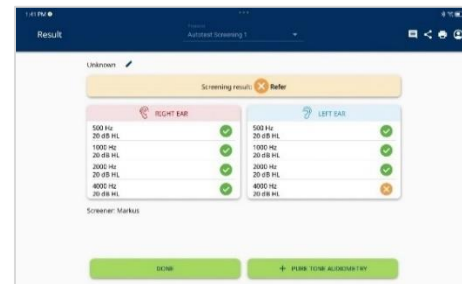 1:41 PM
Result
Autotest Screening 1
Unknown
Screening result: Refer
RIGHT EAR
500 Hz
20 dB HL
1000 Hz
20 dB HL
2000 Hz
20 dB HL
4000 Hz
20 dB HL
LEFT EAR
500 Hz
20 dB HL
1000 Hz
20 dB HL
2000 Hz
20 dB HL
4000 Hz
20 dB HL
Screener: Markus
DONE
+ PURE TONE AUDIOMETRY